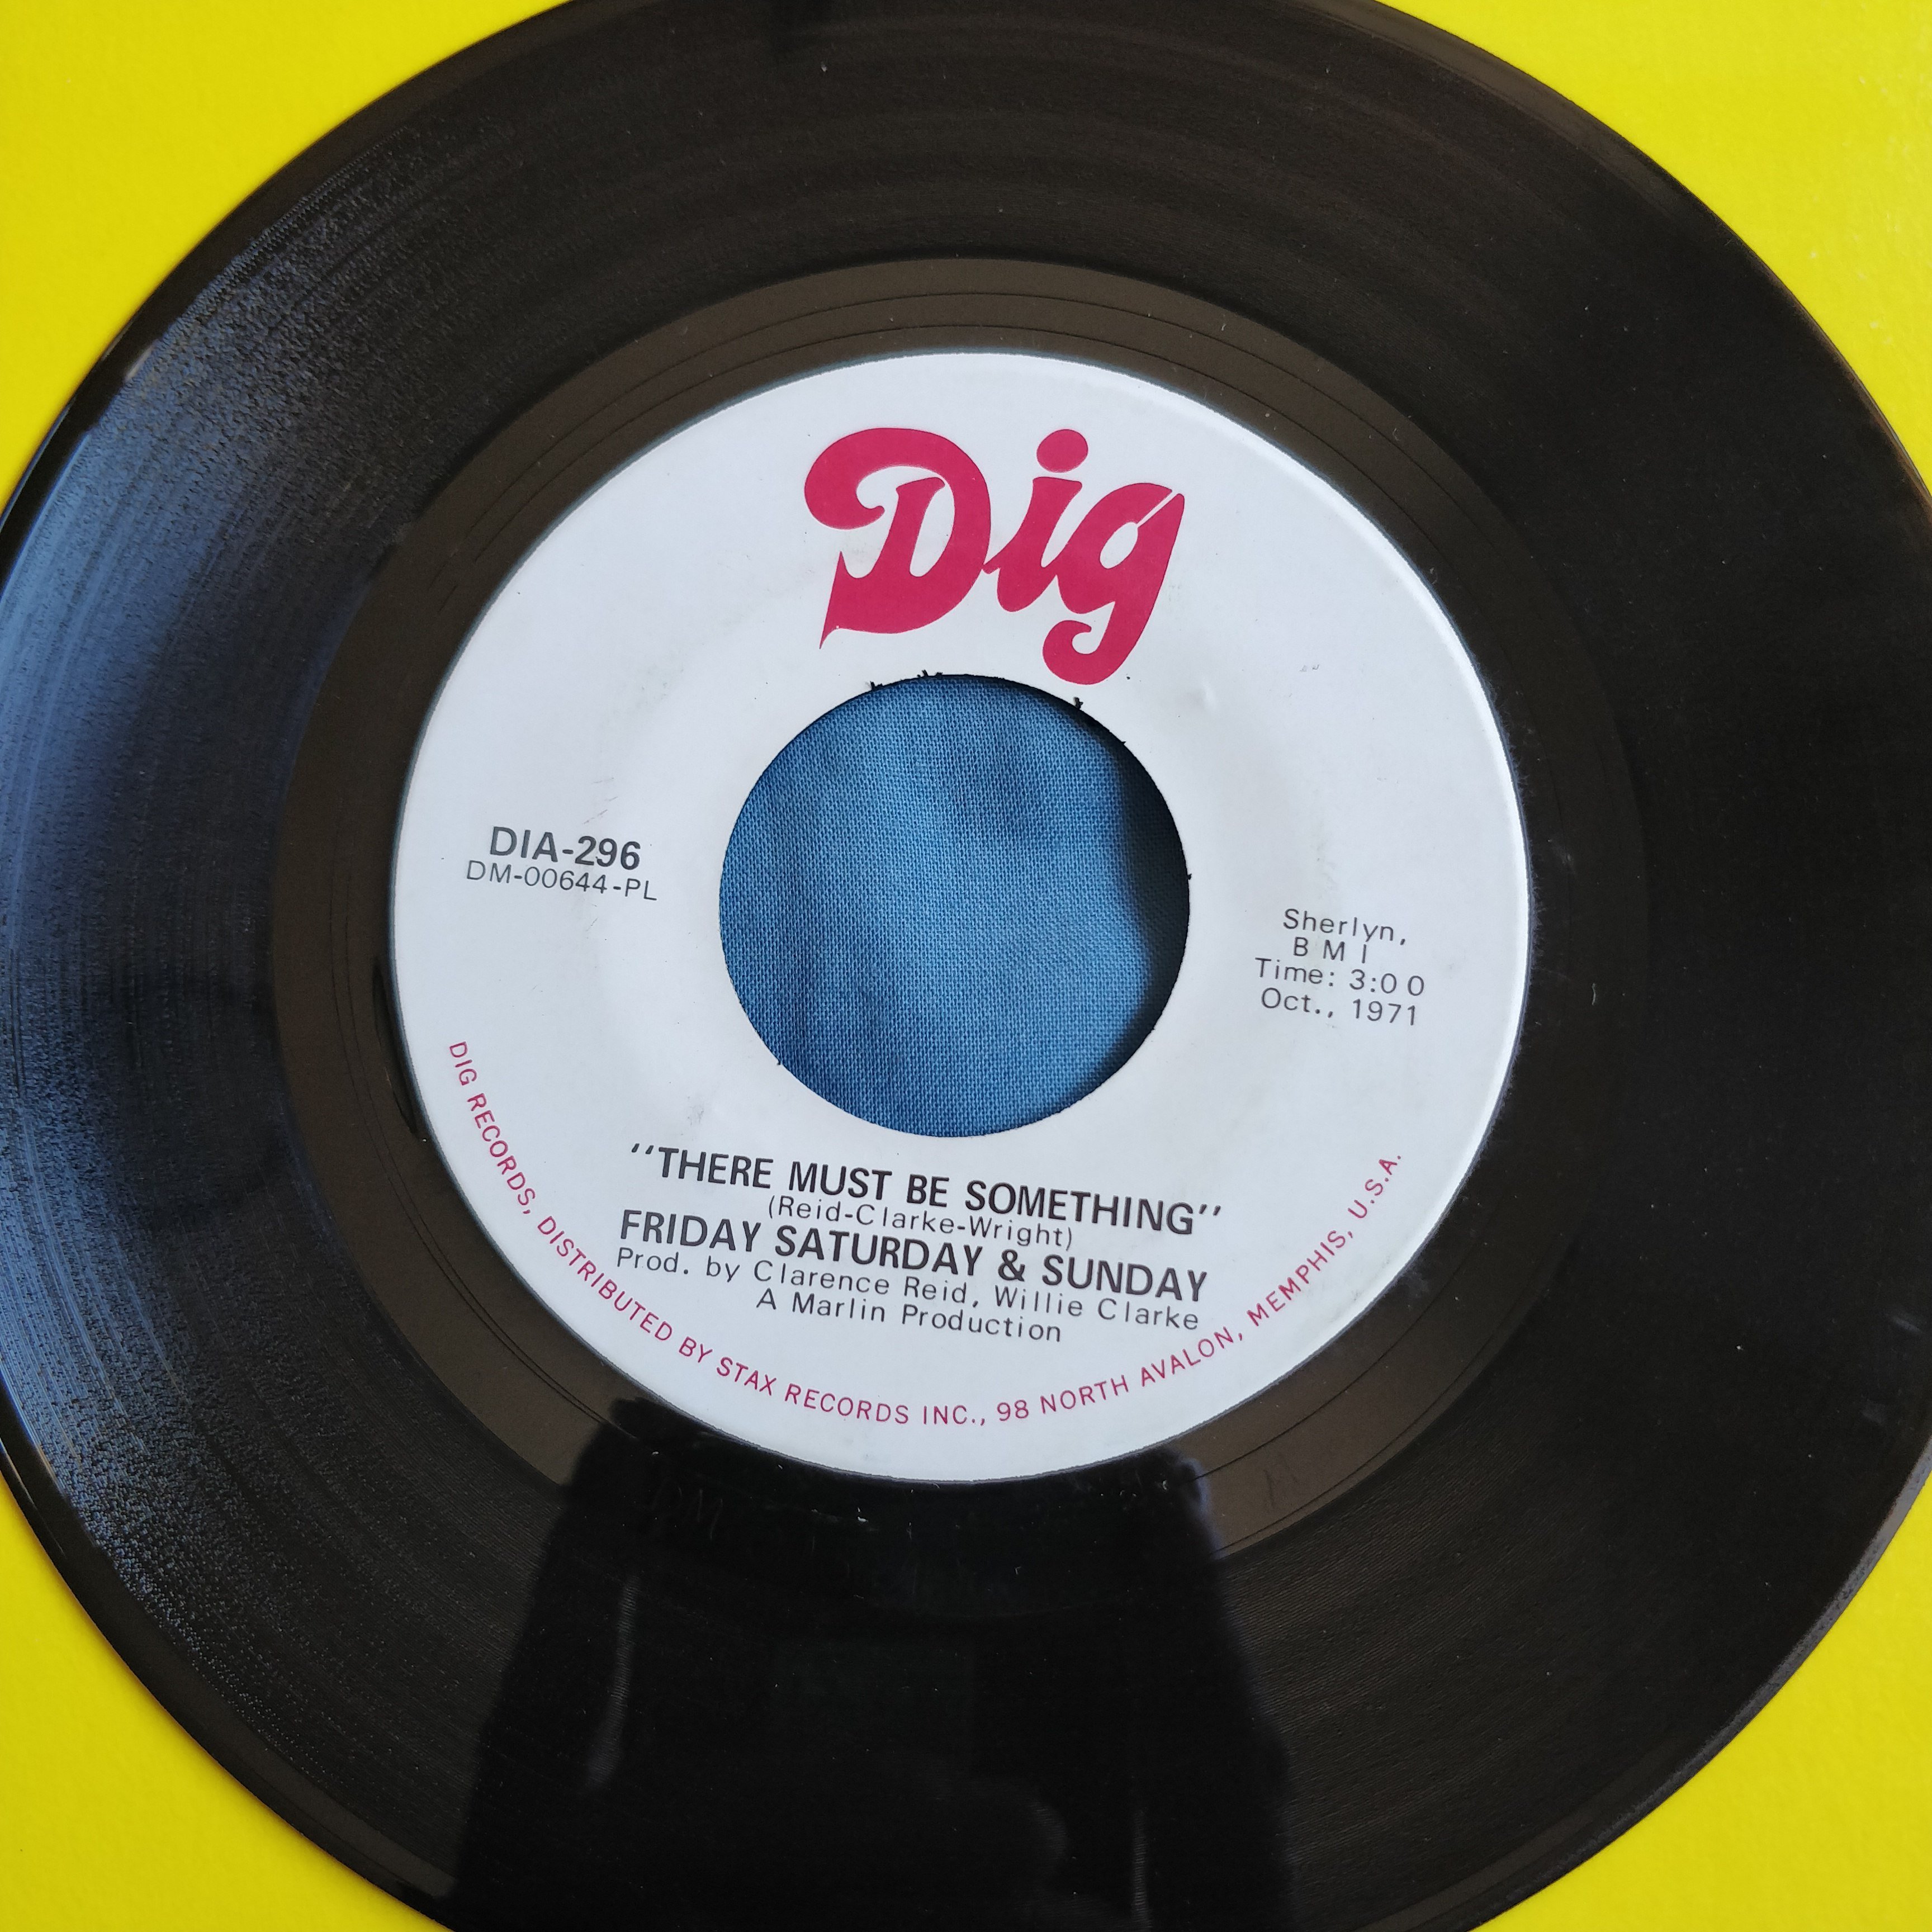 Dig
DIA-296
DM-00644-PL
Sherlyn,
B M I
Time: 3:00
Oct., 1971
"THERE MUST BE SOMETHING"
(Reid-Clarke-Wright)
FRIDAY SATURDAY & SUNDAY
Prod. by Clarence Reid, Willie Clarke
A Marlin Production
DIG RECORDS, DISTRIBUTED BY STAX RECORDS INC., 98 NORTH AVALON, MEMPHIS, U.S.A.